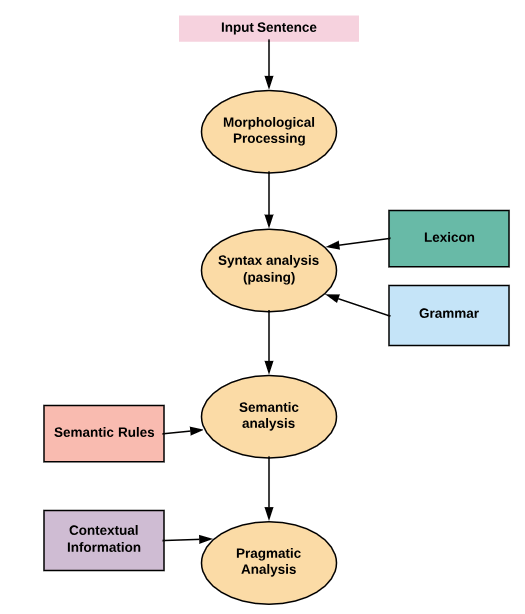 Input Sentence
Morphological
Processing
Syntax analysis
(pasing)
Lexicon
Grammar
Semantic
analysis
Semantic Rules
Contextual
Information
Pragmatic
Analysis